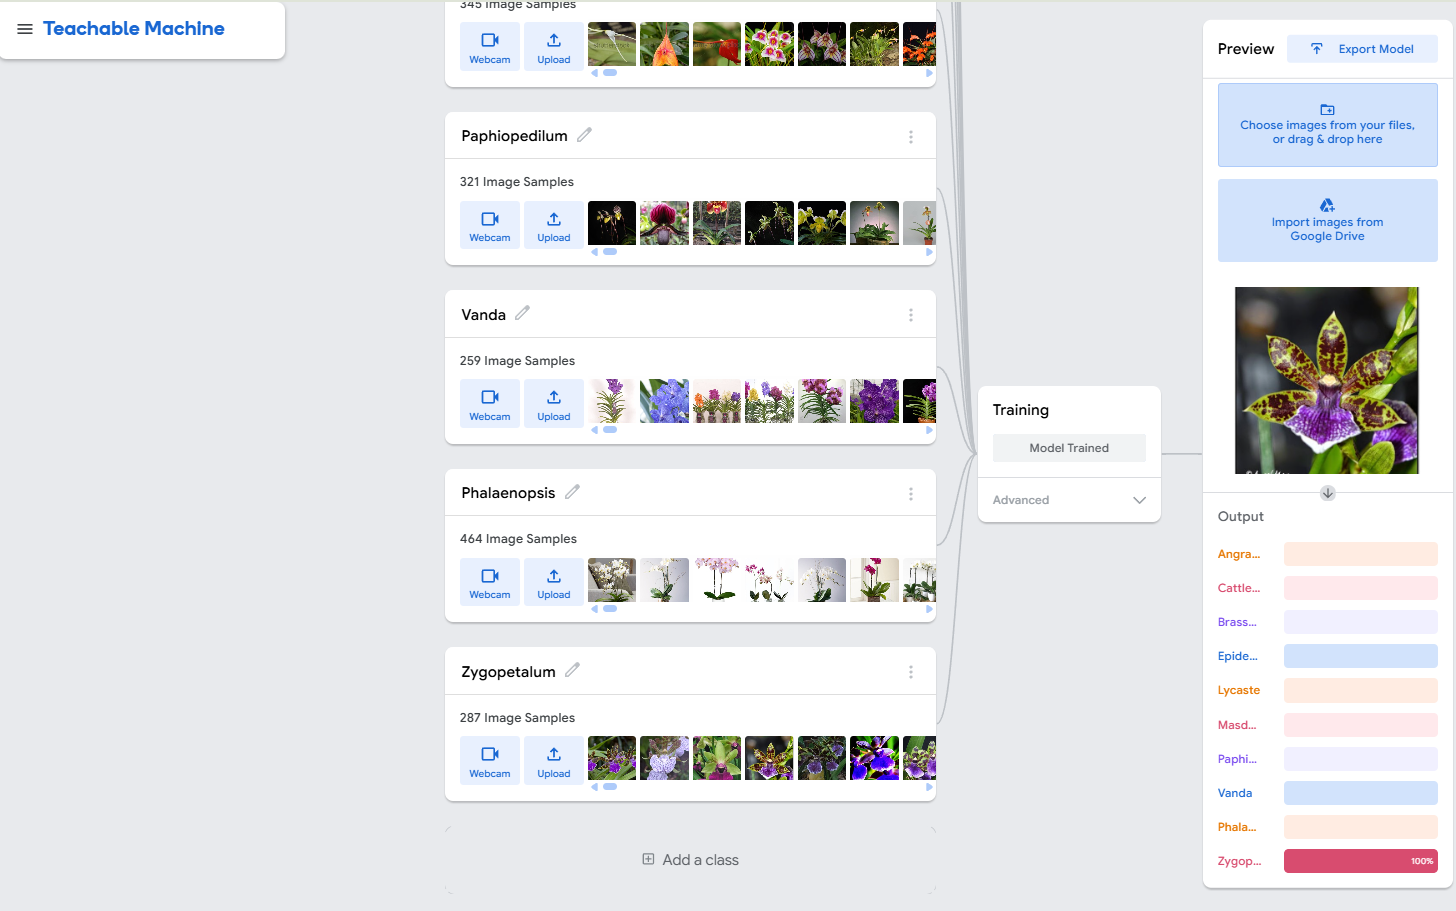 Teachable Machine
345 Image Samples
Webcam
Upload
Paphiopedilum
321 Image Samples
Webcam
Upload
Vanda
259 Image Samples
Webcam
Upload
Phalaenopsis
464 Image Samples
Webcam
Upload
Zygopetalum
287 Image Samples
Webcam
Upload
Add a class
Training
Model Trained
Advanced
Preview
Export Model
Choose images from your files,
or drag & drop here
Import images from
Google Drive
Output
Angra...
Cattle...
Brass...
Epide...
Lycaste
Masd...
Paphi...
Vanda
Phala...
Zygop...
100%